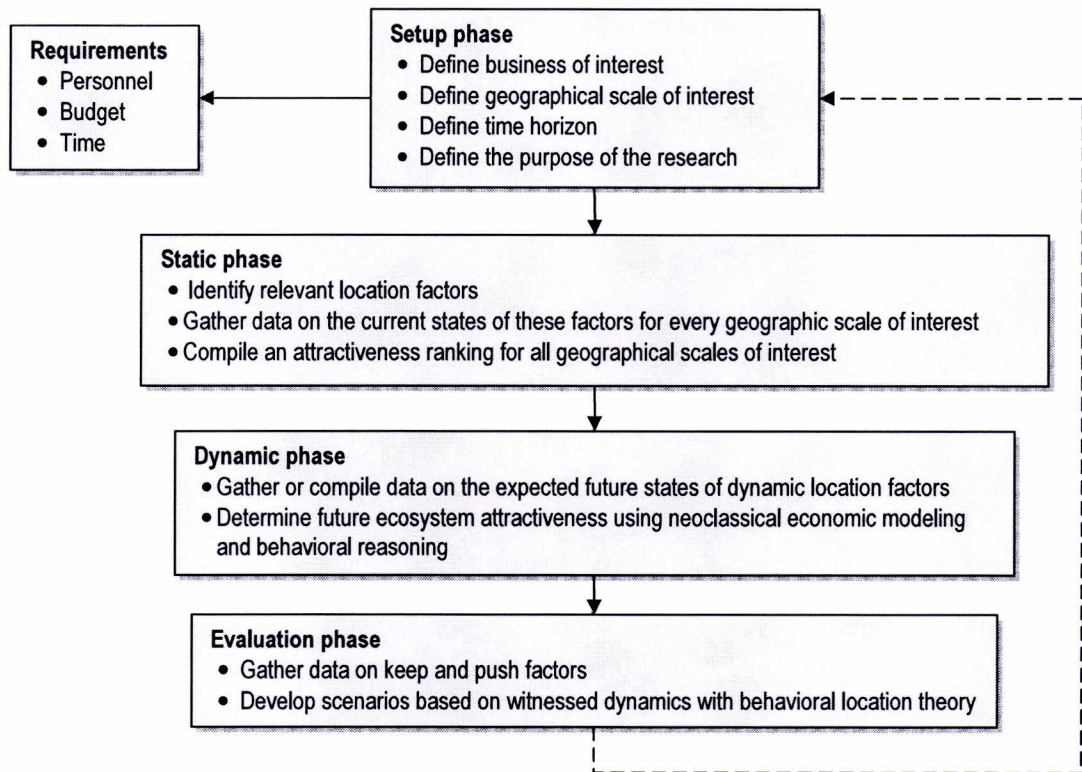 Requirements
• Personnel
• Budget
• Time
Setup phase
• Define business of interest
• Define geographical scale of interest
• Define time horizon
• Define the purpose of the research
Static phase
• Identify relevant location factors
• Gather data on the current states of these factors for every geographic scale of interest
• Compile an attractiveness ranking for all geographical scales of interest
Dynamic phase
• Gather or compile data on the expected future states of dynamic location factors
• Determine future ecosystem attractiveness using neoclassical economic modeling
and behavioral reasoning
Evaluation phase
• Gather data on keep and push factors
• Develop scenarios based on witnessed dynamics with behavioral location theory